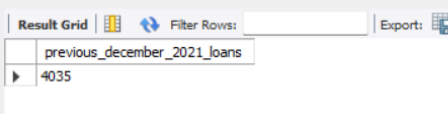 Result Grid Filter Rows: Export:
previous_december_2021_loans
4035